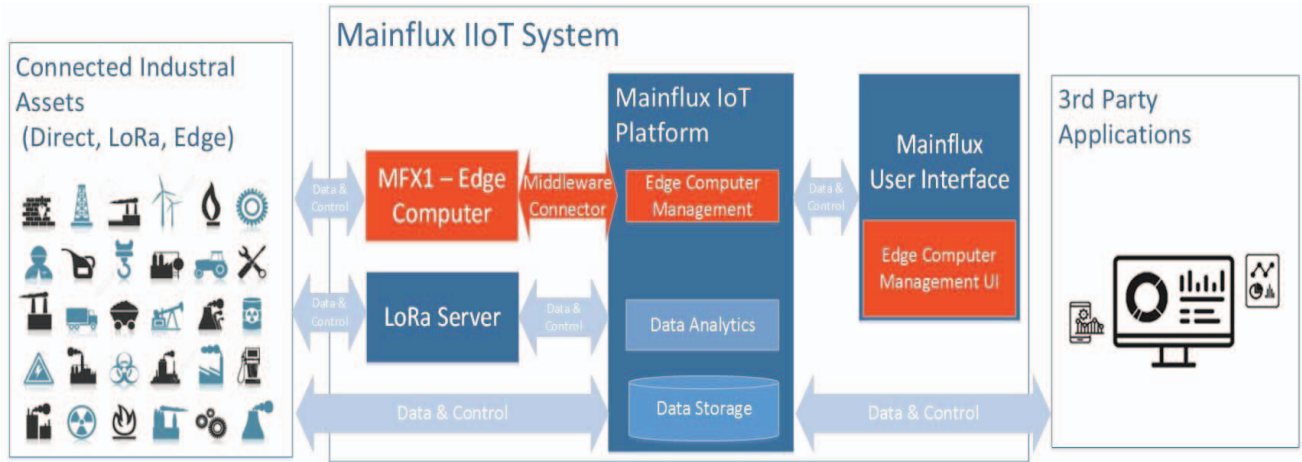 Mainflux IIoT System
Connected Industral
Assets
(Direct, LoRa, Edge)
Data &
Control
MFX1 – Edge
Computer
Middleware
Connector
Mainflux IoT
Platform
Edge Computer
Management
Data &
Control
Mainflux
User Interface
Edge Computer
Management UI
3rd Party
Applications
Data &
Control
LoRa Server
Data &
Control
Data Analytics
Data & Control
Data Storage
Data & Control